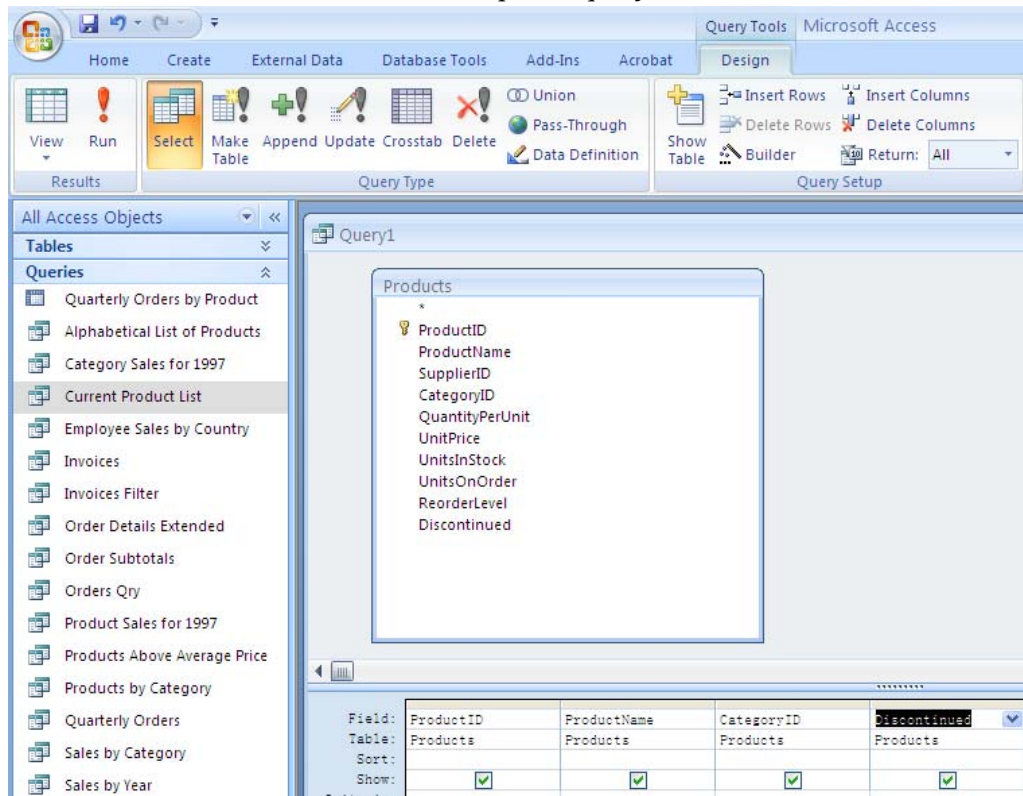 Query Tools Microsoft Access
Home Create External Data Database Tools Add-Ins Acrobat Design
View Run Select Make Table Append Update Crosstab Delete
Union
Pass-Through
Data Definition
Show Table
Insert Rows
Delete Rows
Builder
Insert Columns
Delete Columns
Return: All
Results Query Type Query Setup
All Access Objects
Tables
Queries
Quarterly Orders by Product
Alphabetical List of Products
Category Sales for 1997
Current Product List
Employee Sales by Country
Invoices
Invoices Filter
Order Details Extended
Order Subtotals
Orders Qry
Product Sales for 1997
Products Above Average Price
Products by Category
Quarterly Orders
Sales by Category
Sales by Year
Query1
Products
*
ProductID
ProductName
SupplierID
CategoryID
QuantityPerUnit
UnitPrice
UnitsInStock
UnitsOnOrder
ReorderLevel
Discontinued
Field: ProductID ProductName CategoryID Discontinued
Table: Products Products Products Products
Sort:
Show: